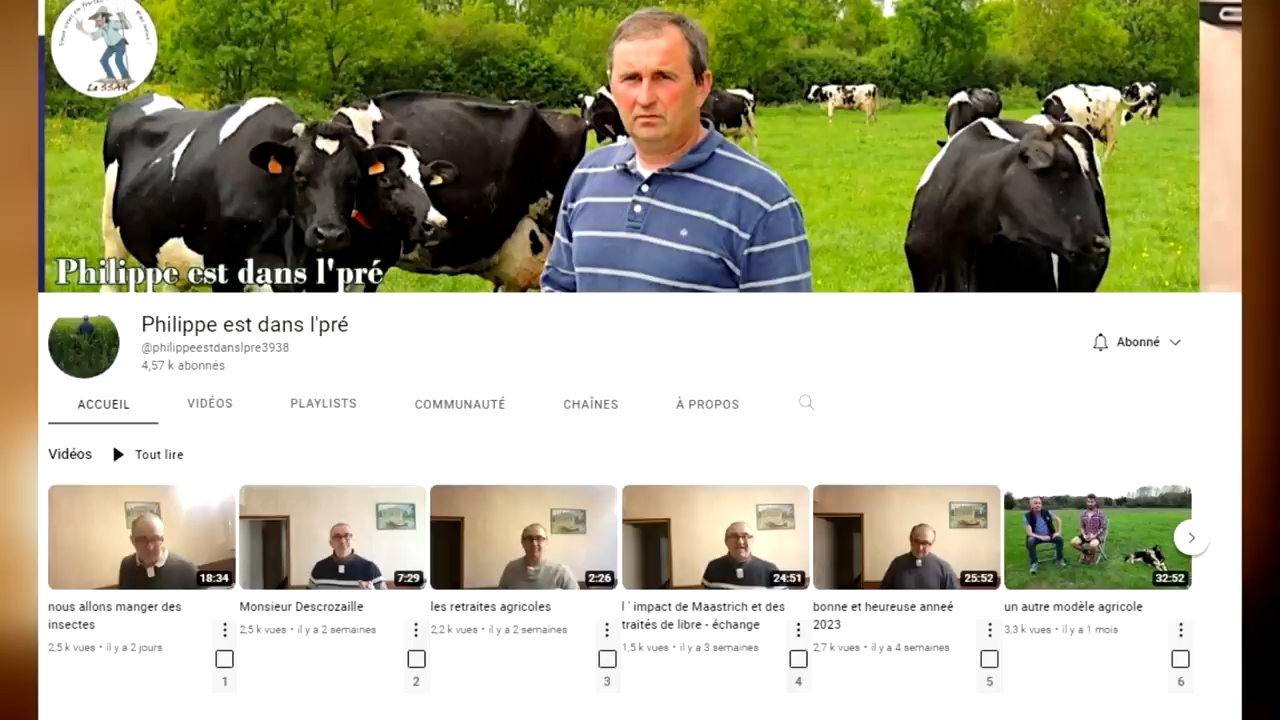 La SSAN
Philippe est dans l'pré
Philippe est dans l'pré
@philippeestdanslpre3938
4,57 k abonnés
Abonné
ACCUEIL
VIDÉOS
PLAYLISTS
COMMUNAUTÉ
CHAÎNES
À PROPOS
Vidéos
Tout lire
18:34
7:29
2:26
24:51
25:52
32:52
nous allons manger des
insectes
2,5 k vues • il y a 2 jours
1
Monsieur Descrozaille
2,5 k vues • il y a 2 semaines
2
les retraites agricoles
2,2 k vues • il y a 2 semaines
3
l ' impact de Maastrich et des
traités de libre - échange
1,5 k vues • il y a 3 semaines
4
bonne et heureuse anneé
2023
2,7 k vues • il y a 4 semaines
5
un autre modèle agricole
3,3 k vues • il y a 1 mois
6